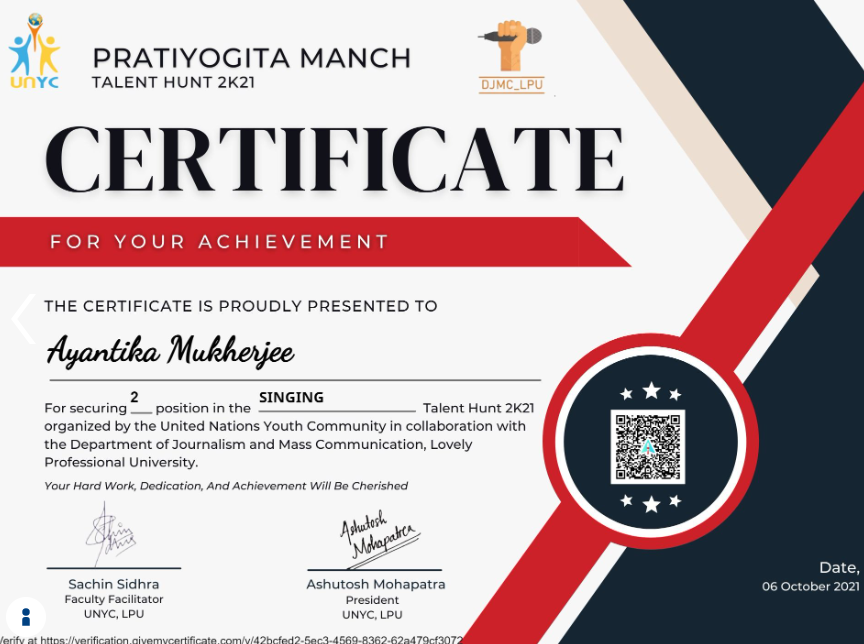 UNYC
PRATIYOGITA MANCH
TALENT HUNT 2K21
DJMC_LPU
CERTIFICATE
FOR YOUR ACHIEVEMENT
THE CERTIFICATE IS PROUDLY PRESENTED TO
Ayantika Mukherjee
For securing 2 position in the SINGING Talent Hunt 2K21
organized by the United Nations Youth Community in collaboration with
the Department of Journalism and Mass Communication, Lovely
Professional University.
Your Hard Work, Dedication, And Achievement Will Be Cherished
Ashutosh
Mohapatra
Sachin Sidhra
Faculty Facilitator
UNYC, LPU
Ashutosh Mohapatra
President
UNYC, LPU
Date,
06 October 2021
at https://verification.givemycertificate.com/v/42bcfed2-5ec3-4569-8362-62a479cf3072